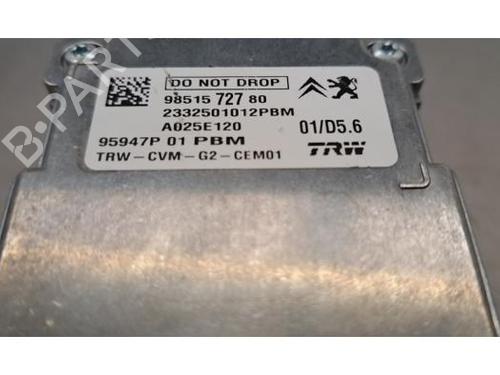 DO NOT DROP
98515 727 80
2332501012PBM
A025E120 01/D5.6
95947P 01 PBM
TRW-CVM-G2-CEM01 TRW
B-PARTS